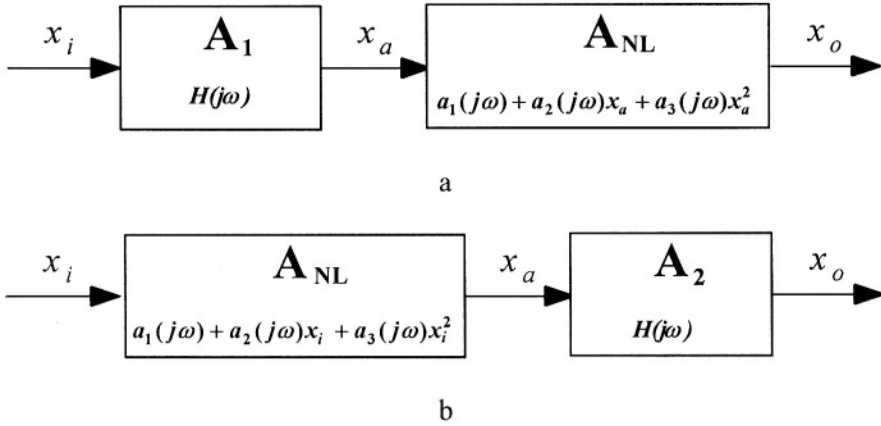 x_i A_1 x_a A_NL x_o
H(jω) a_1(jω) + a_2(jω)x_a + a_3(jω)x_a^2
a
x_i A_NL x_a A_2 x_o
a_1(jω) + a_2(jω)x_i + a_3(jω)x_i^2 H(jω)
b